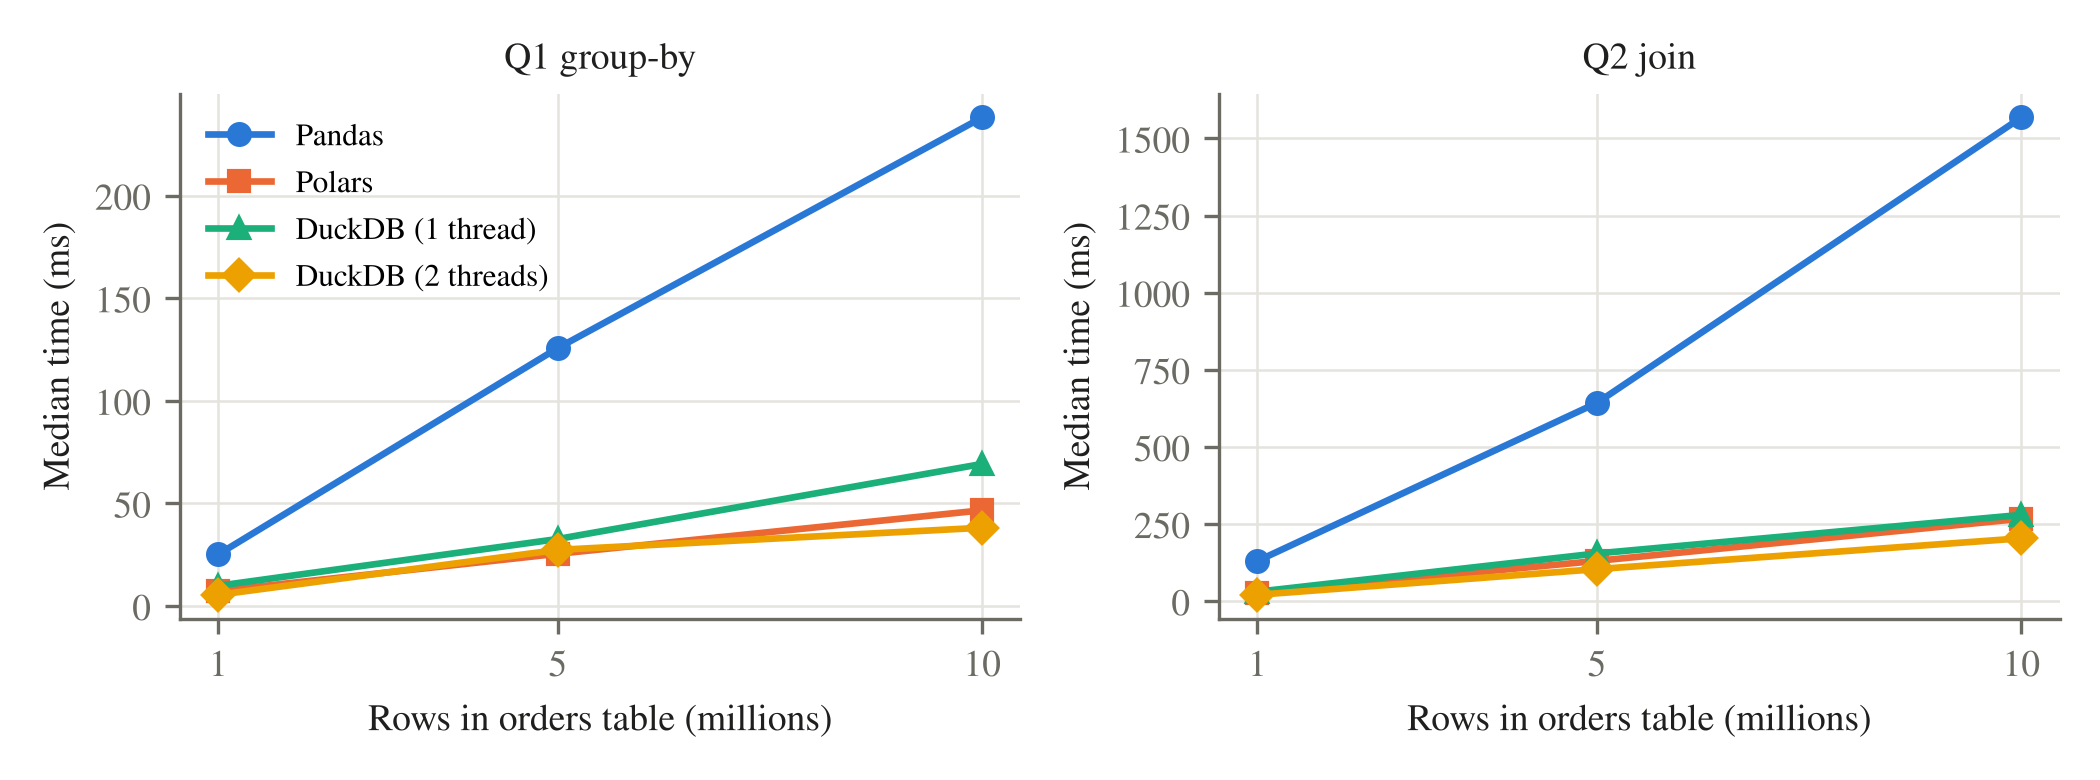 Q1 group-by
Pandas
Polars
DuckDB (1 thread)
DuckDB (2 threads)
200
150
100
50
0
Median time (ms)
1 5 10
Rows in orders table (millions)
Q2 join
1500
1250
1000
750
500
250
0
Median time (ms)
1 5 10
Rows in orders table (millions)